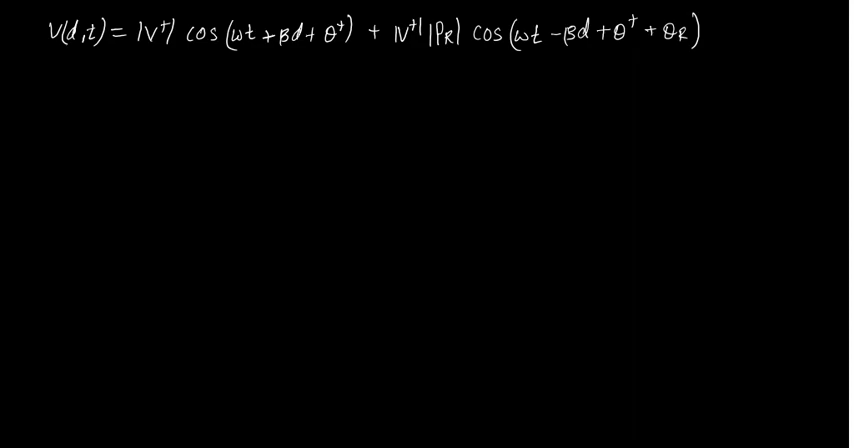 V(d,t) = |V⁺| cos(ωt + βd + θ⁺) + |V⁺| |Γ_R| cos(ωt - βd + θ⁺ + θ_R)